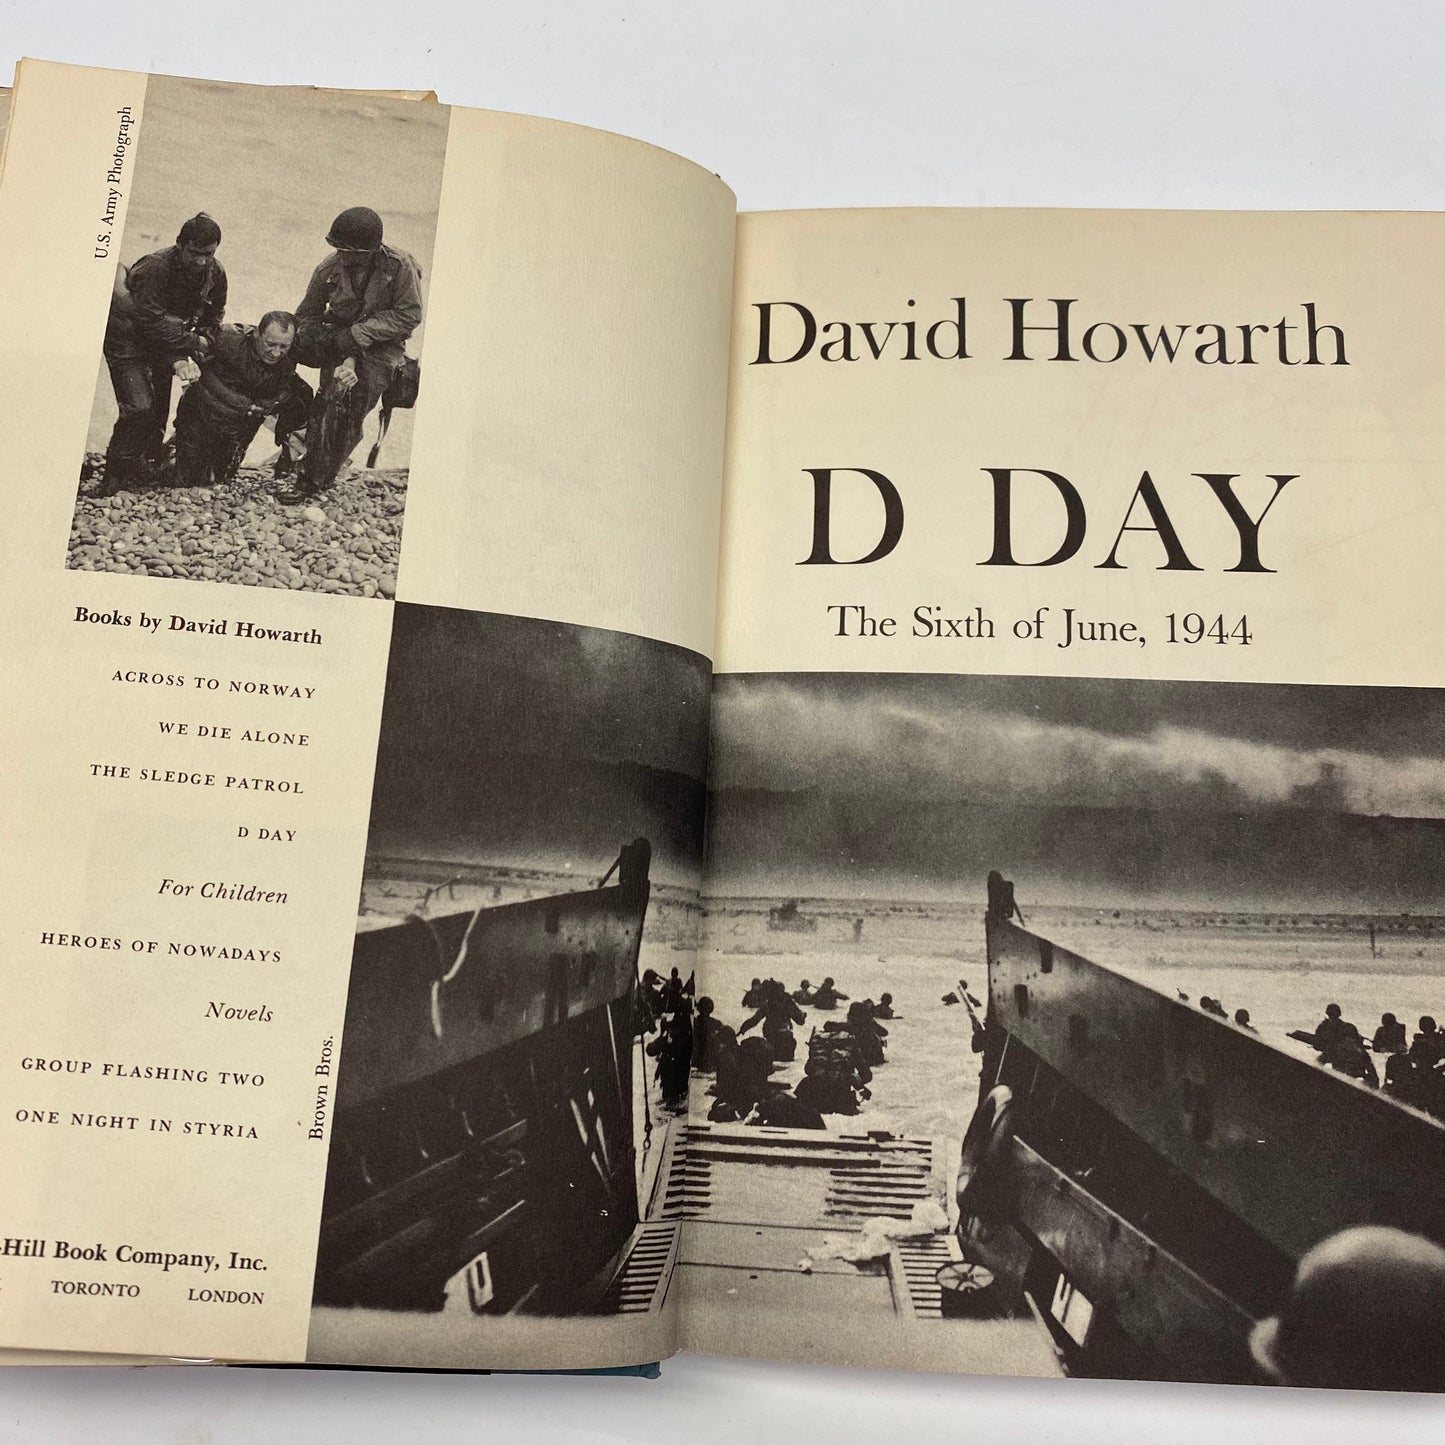 U.S. Army Photograph
Books by David Howarth
ACROSS TO NORWAY
WE DIE ALONE
THE SLEDGE PATROL
D DAY
For Children
HEROES OF NOWADAYS
Novels
GROUP FLASHING TWO
ONE NIGHT IN STYRIA
Brown Bros.
-Hill Book Company, Inc.
TORONTO LONDON
David Howarth
D DAY
The Sixth of June, 1944